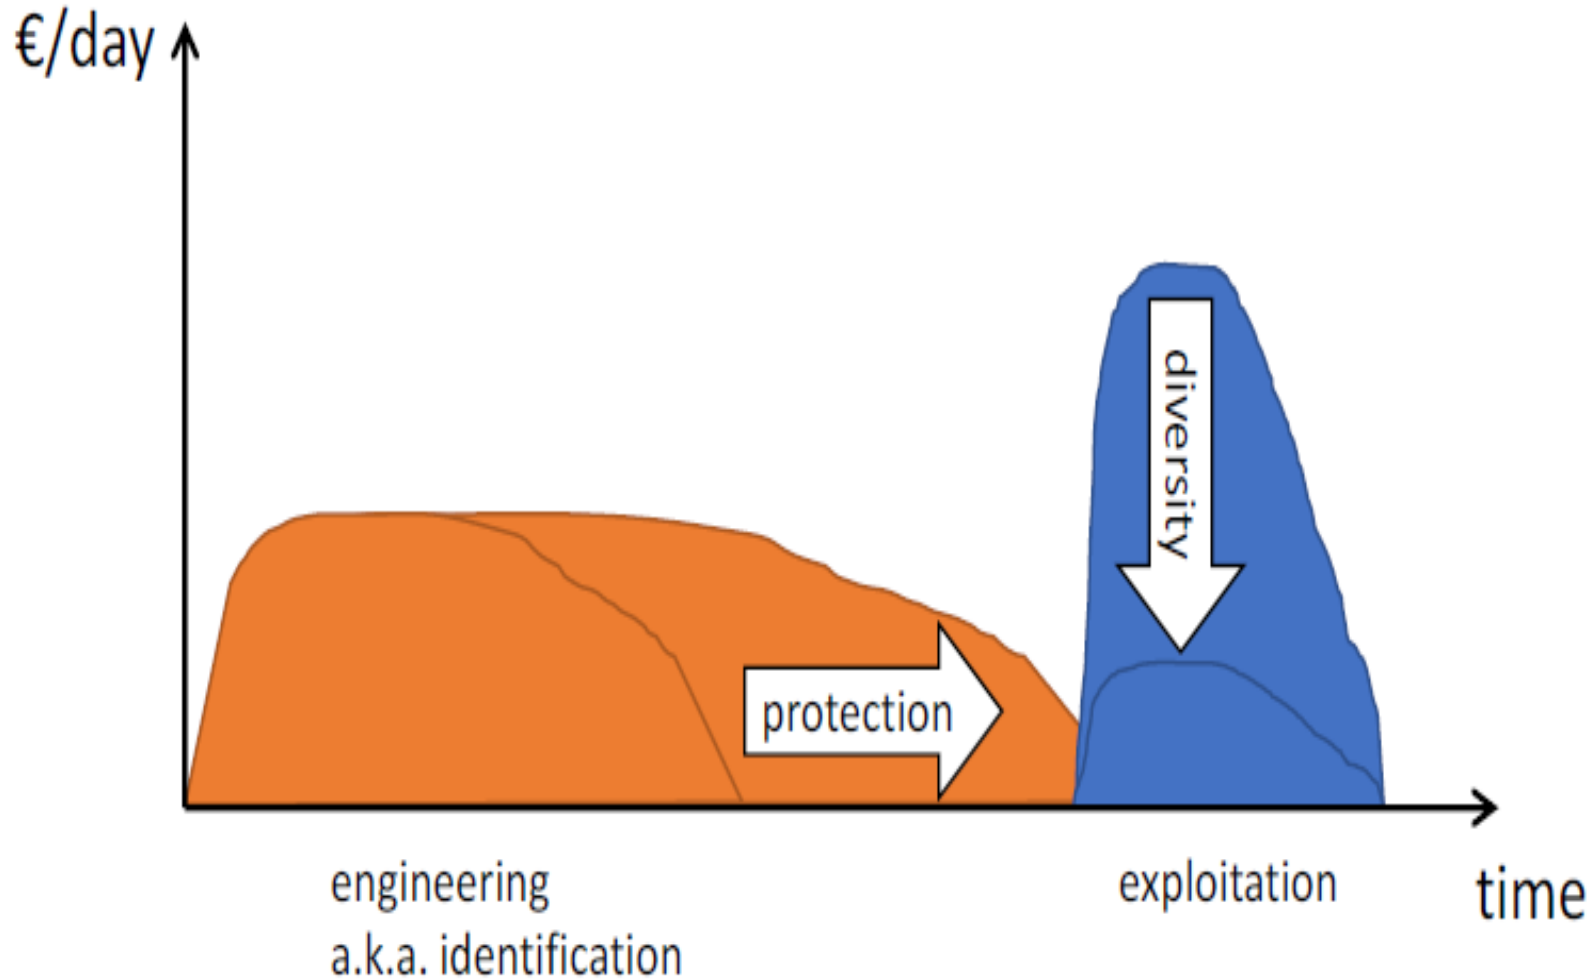 €/day
diversity
protection
engineering
a.k.a. identification
exploitation
time